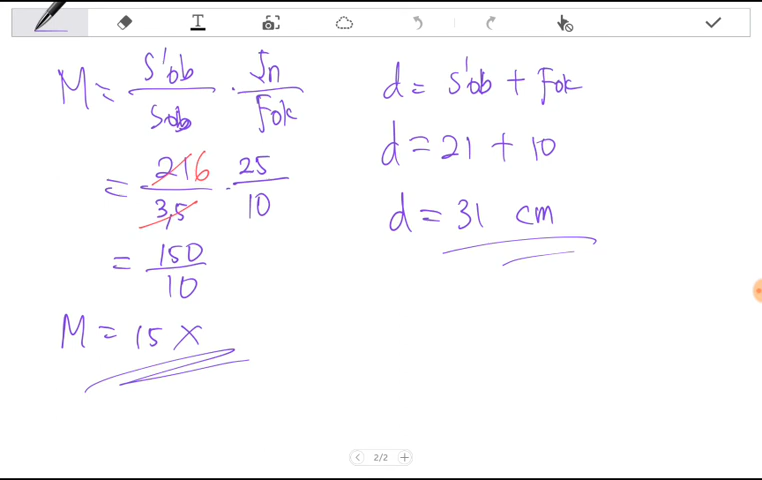 T
M = S'ob / Sob · Sn / Fok
= 21 6 / 3,5 · 25 / 10
= 150 / 10
M = 15 x
d = S'ob + Fok
d = 21 + 10
d = 31 cm
2/2